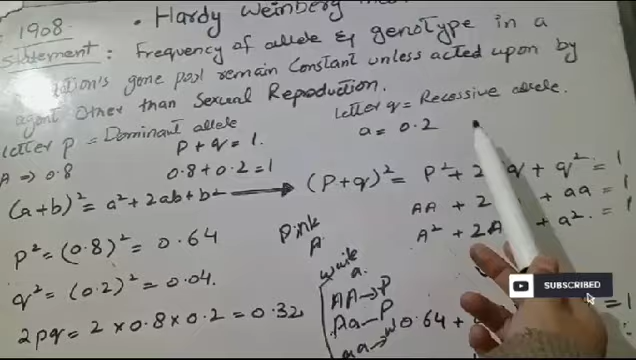 1908.
• Hardy Weinberg
Statement: Frequency of allele & genotype in a
gene pool remain Constant unless acted upon by
agent Other than Sexual Reproduction.
Letter P = Dominant allele
Letter q = Recessive allele.
P + q = 1.
a = 0.2
A ⇒ 0.8
0.8 + 0.2 = 1
(a+b)² = a² + 2ab + b² ⟶ (P+q)² = P² + 2 q + q² = 1
AA + 2 + aa = 1
A² + 2A + a² = 1
P² = (0.8)² = 0.64
q² = (0.2)² = 0.04.
2pq = 2 × 0.8 × 0.2 = 0.32
Pink
A
a.
AA → P
Aa – P
aa → W
0.64 +
= 1
SUBSCRIBED